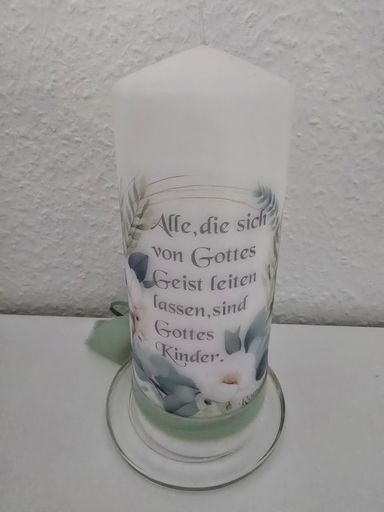 Alle, die sich
von Gottes
Geist leiten
lassen, sind
Gottes
Kinder.